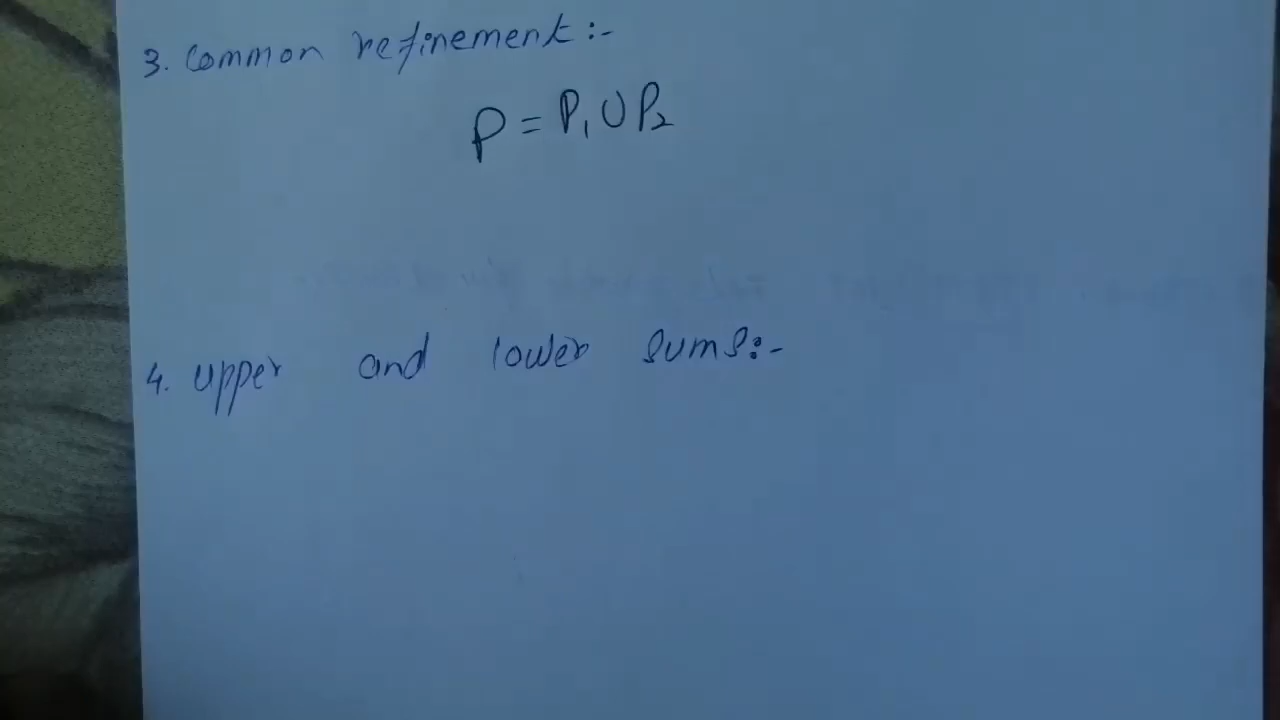 3. Common refinement:-
P = P₁ ∪ P₂
4. upper and lower sums:-